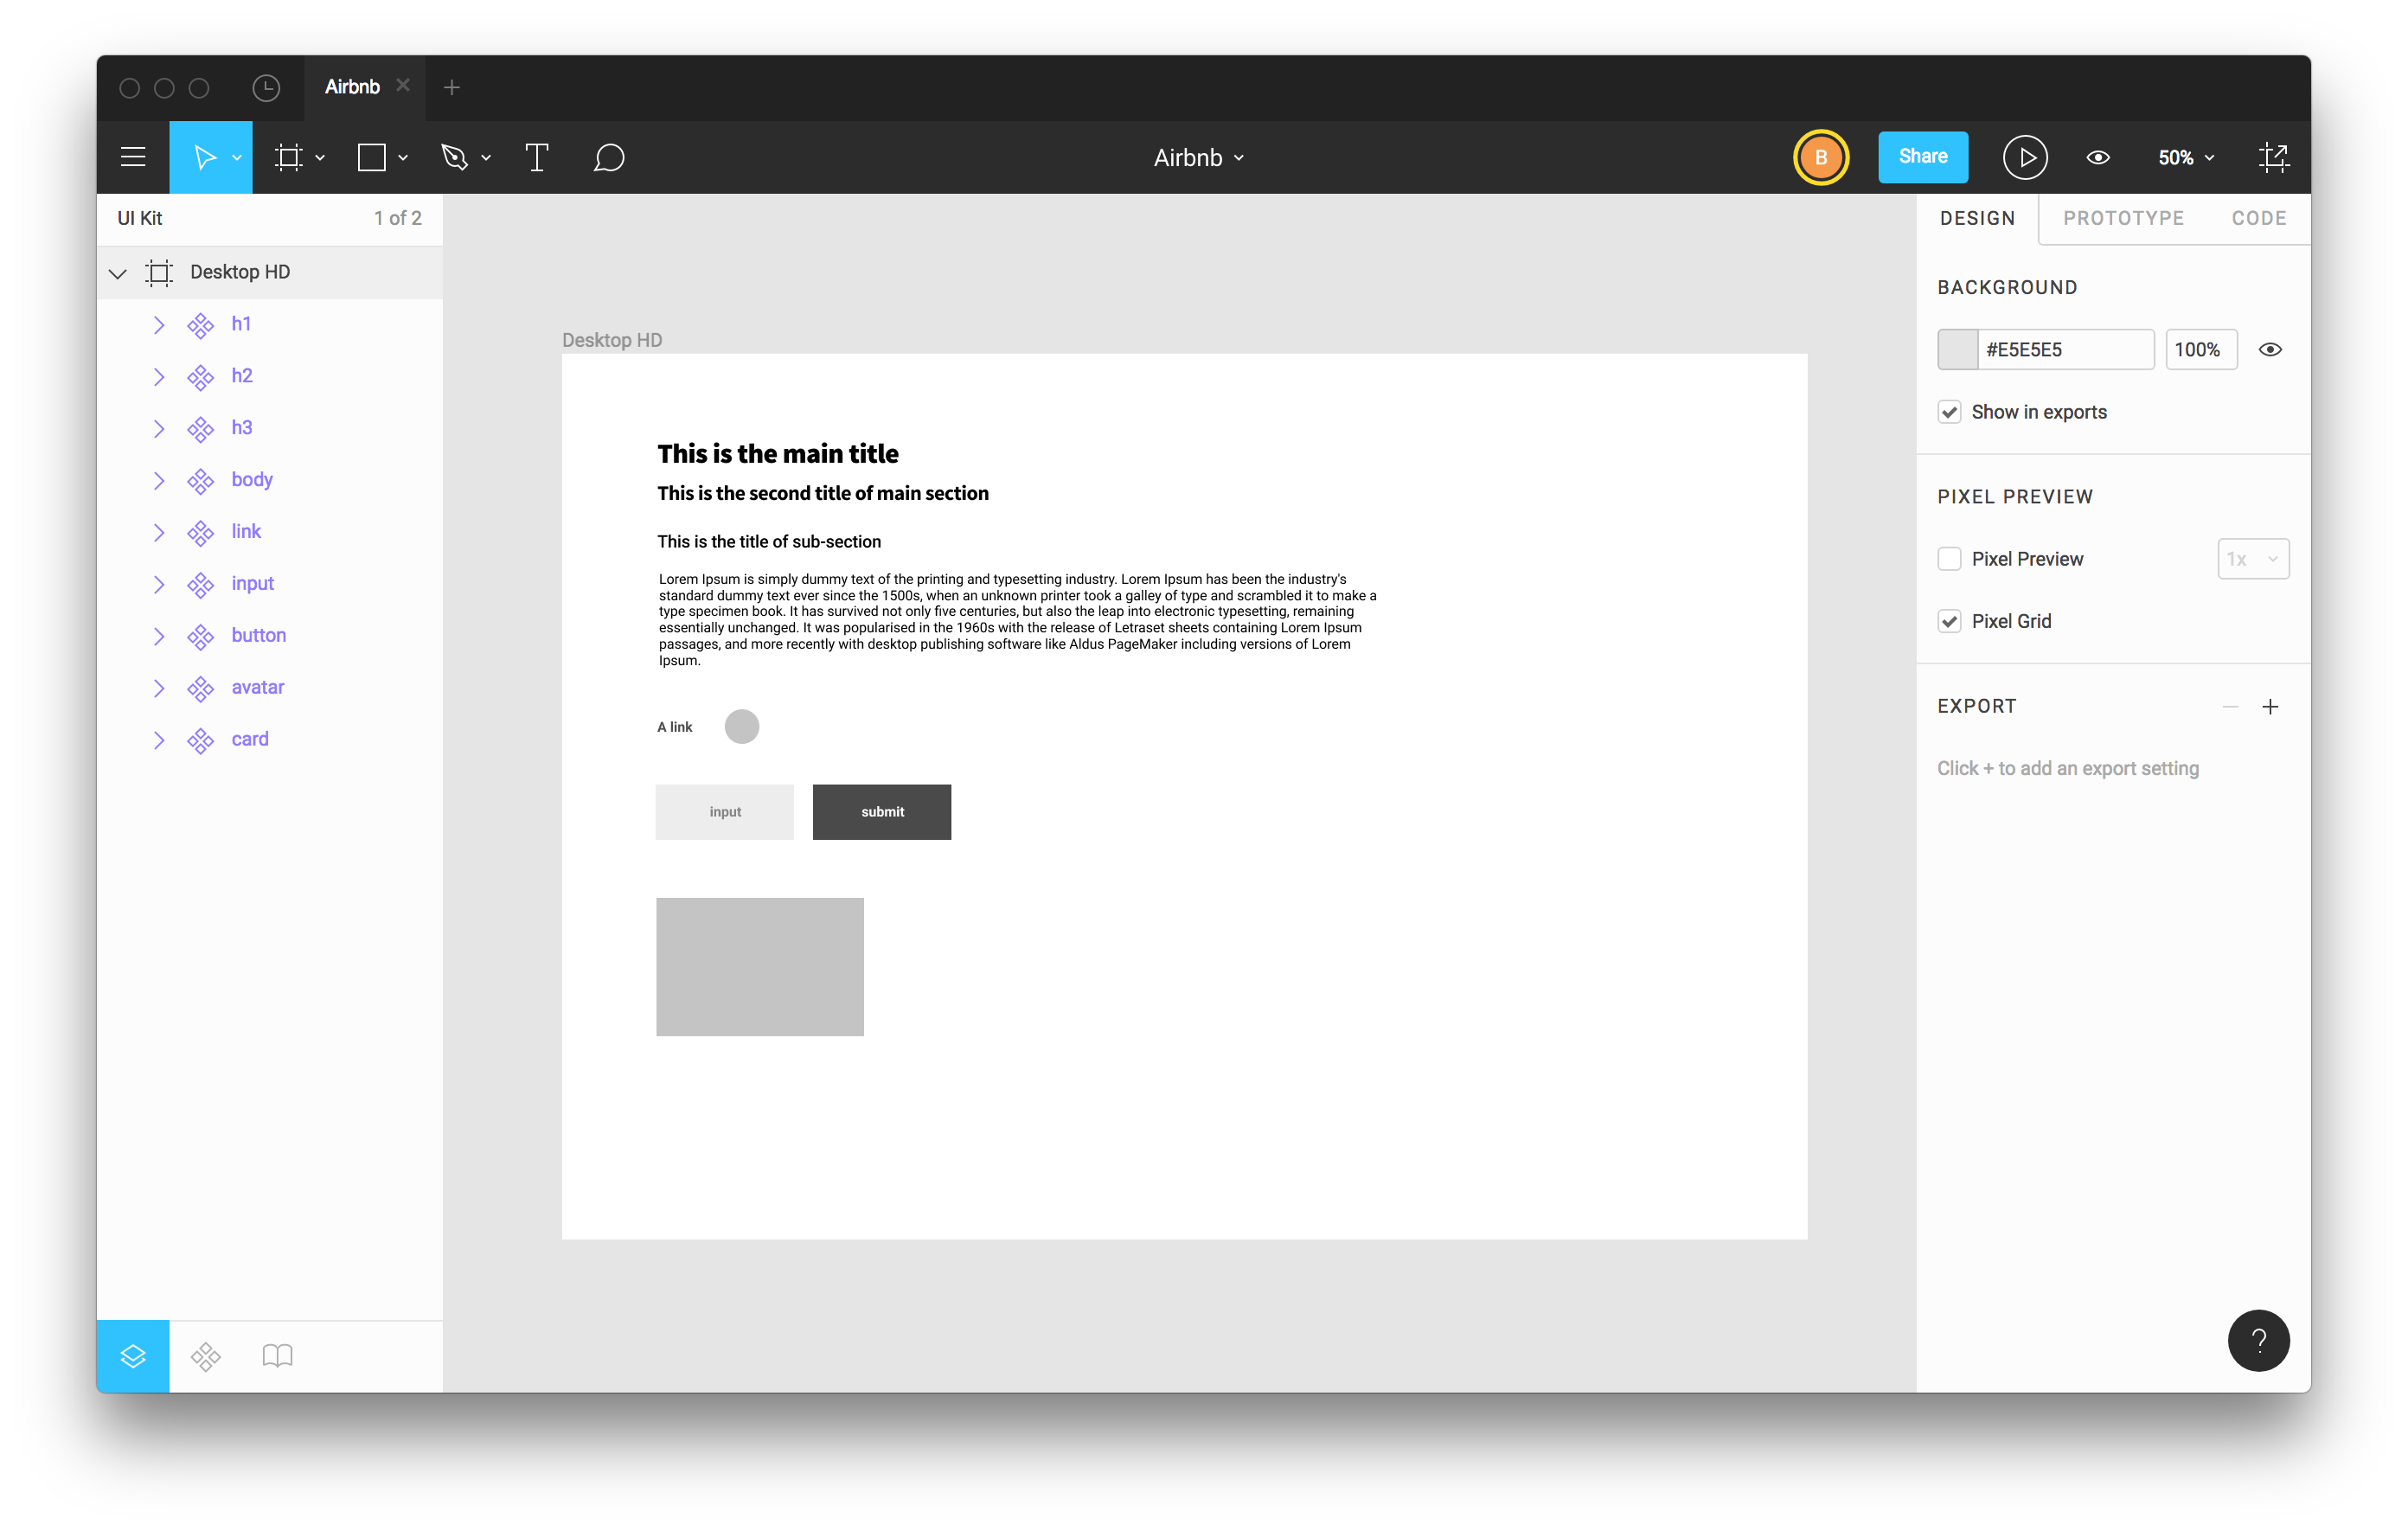 Airbnb
Airbnb
B
Share
50%
UI Kit
1 of 2
Desktop HD
h1
h2
h3
body
link
input
button
avatar
card
Desktop HD
This is the main title
This is the second title of main section
This is the title of sub-section
Lorem Ipsum is simply dummy text of the printing and typesetting industry. Lorem Ipsum has been the industry's
standard dummy text ever since the 1500s, when an unknown printer took a galley of type and scrambled it to make a
type specimen book. It has survived not only five centuries, but also the leap into electronic typesetting, remaining
essentially unchanged. It was popularised in the 1960s with the release of Letraset sheets containing Lorem Ipsum
passages, and more recently with desktop publishing software like Aldus PageMaker including versions of Lorem
Ipsum.
A link
input
submit
DESIGN
PROTOTYPE
CODE
BACKGROUND
#E5E5E5
100%
Show in exports
PIXEL PREVIEW
Pixel Preview
1x
Pixel Grid
EXPORT
Click + to add an export setting
?